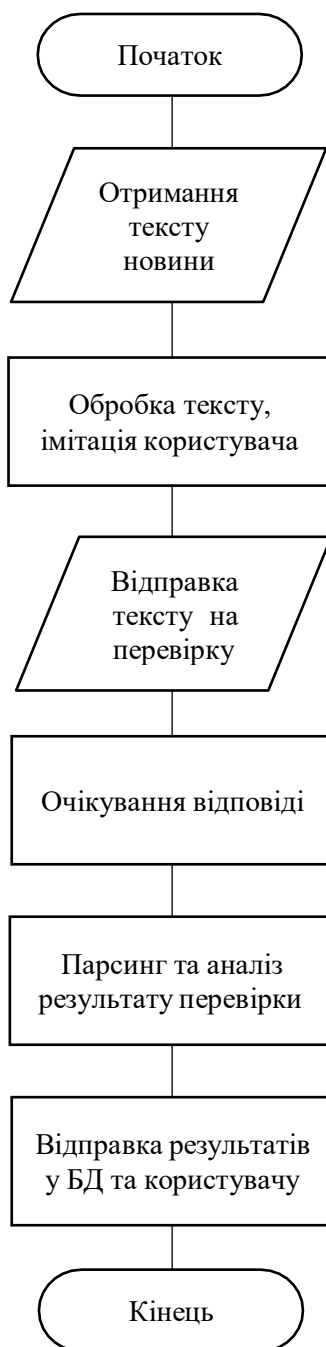 Початок
Отримання
тексту
новини
Обробка тексту,
імітація користувача
Відправка
тексту на
перевірку
Очікування відповіді
Парсинг та аналіз
результату перевірки
Відправка результатів
у БД та користувачу
Кінець